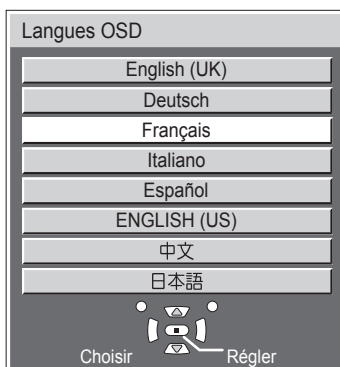 Langues OSD
English (UK)
Deutsch
Français
Italiano
Español
ENGLISH (US)
中文
日本語
Choisir Régler